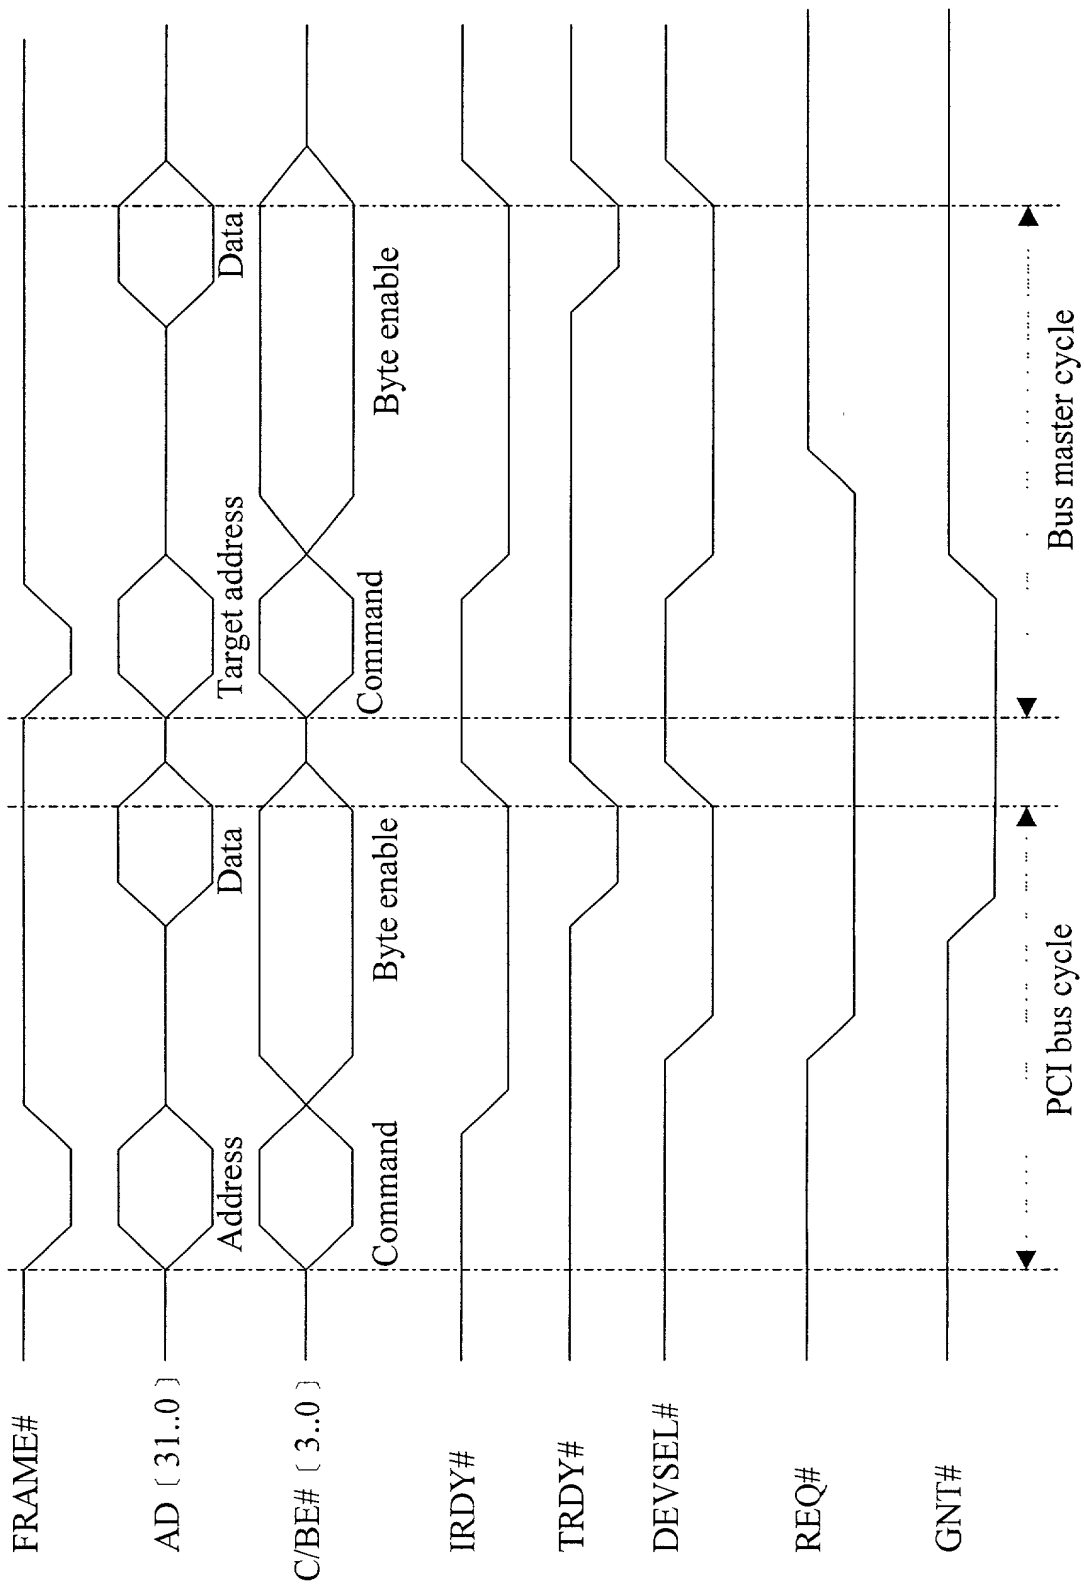 FRAME#
AD [ 31..0 ]
Address
Data
Target address
Data
C/BE# [ 3..0 ]
Command
Byte enable
Command
Byte enable
IRDY#
TRDY#
DEVSEL#
REQ#
GNT#
PCI bus cycle
Bus master cycle